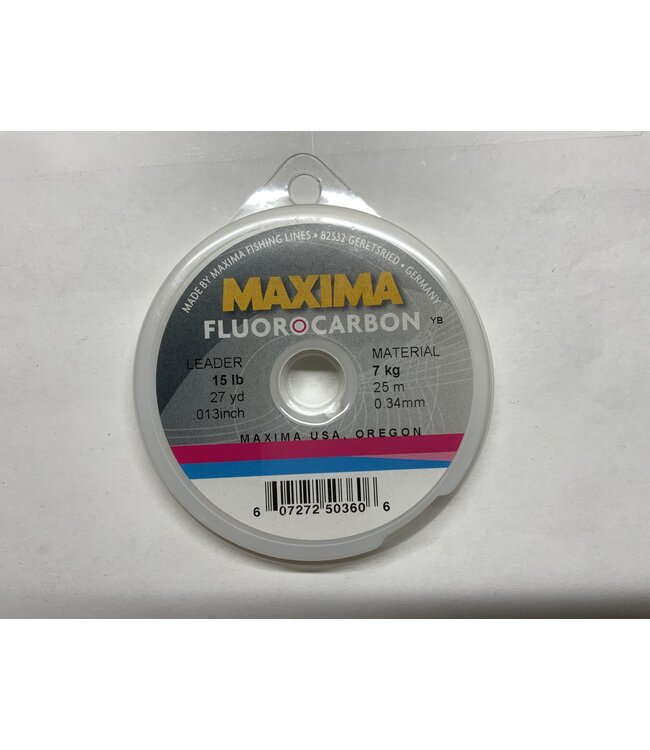 MADE BY MAXIMA FISHING LINES • 82532 GERETSRIED • GERMANY
MAXIMA
FLUOROCARBON YB
LEADER MATERIAL
15 lb 7 kg
27 yd 25 m
.013inch 0.34mm
MAXIMA USA, OREGON
6 07272 50360 6